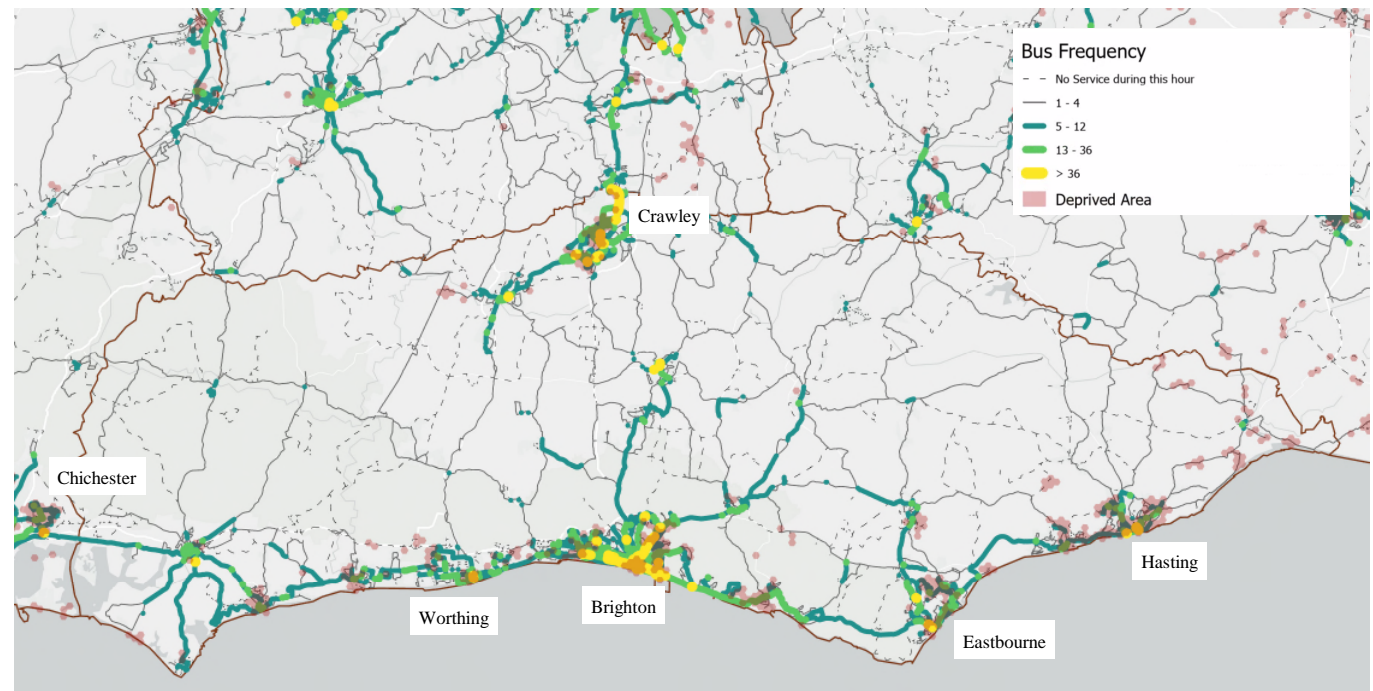 Bus Frequency
No Service during this hour
1 - 4
5 - 12
13 - 36
> 36
Deprived Area
Crawley
Chichester
Hasting
Worthing
Brighton
Eastbourne